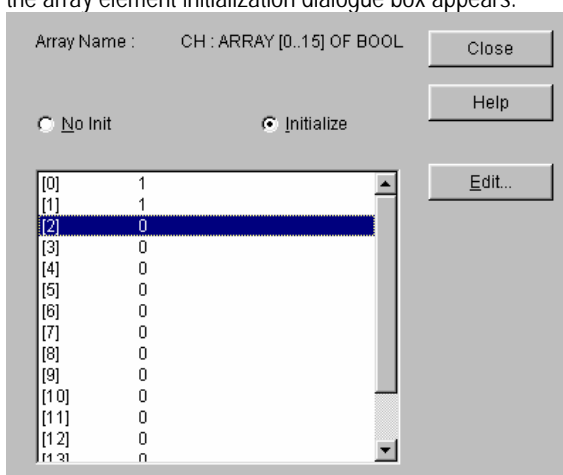 the array element initialization dialogue box appears.
Array Name : CH : ARRAY [0..15] OF BOOL
Close
Help
No Init Initialize
Edit...
[0] 1
[1] 1
[2] 0
[3] 0
[4] 0
[5] 0
[6] 0
[7] 0
[8] 0
[9] 0
[10] 0
[11] 0
[12] 0
[13] 0